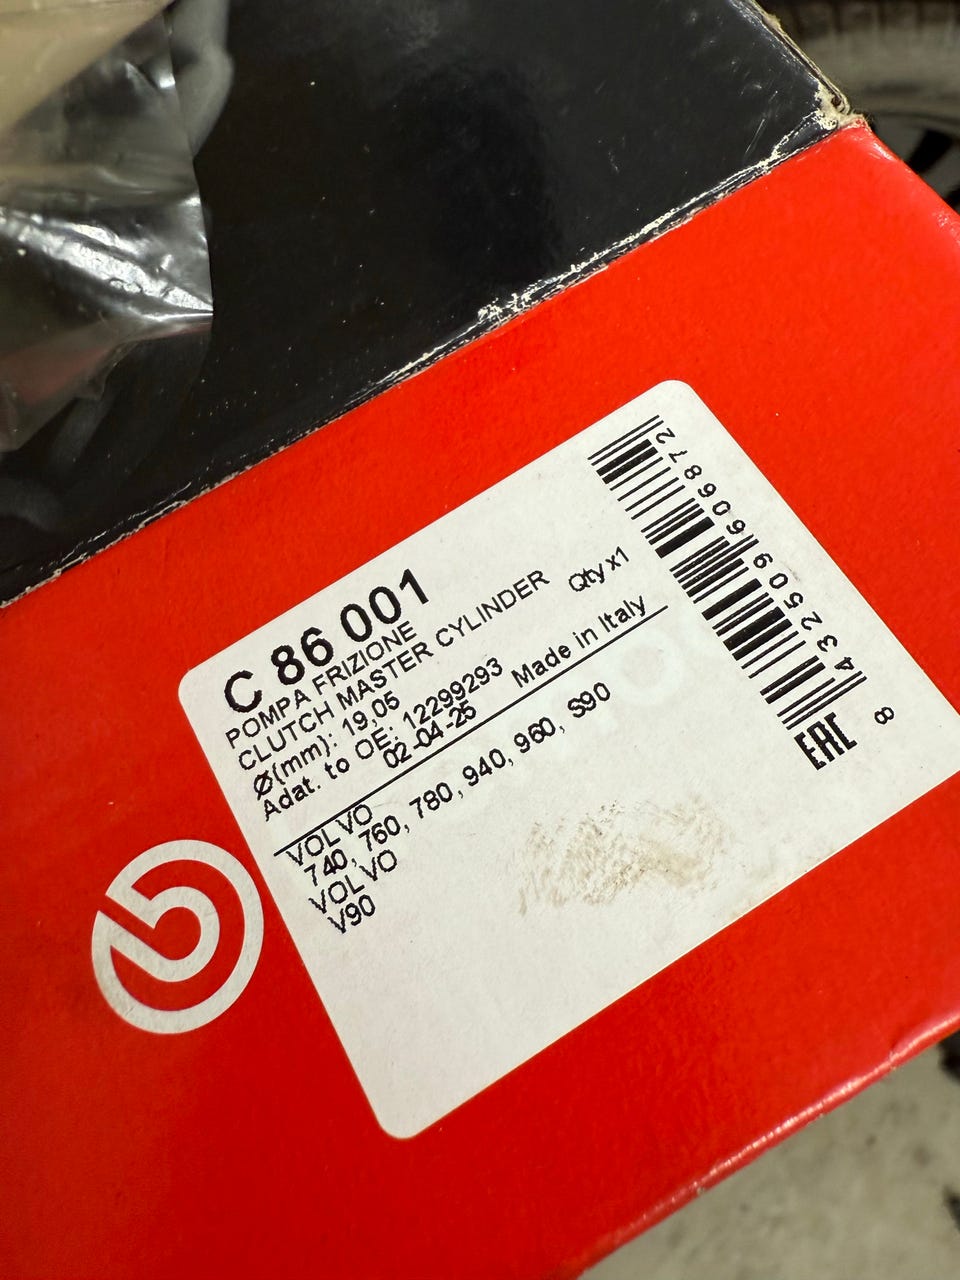 C 86 001
POMPA FRIZIONE
CLUTCH MASTER CYLINDER Qty x1
Ø(mm): 19,05
Adat. to OE: 12299293 Made in Italy
02-04-25
VOLVO
740, 760, 780, 940, 960, S90
VOLVO
V90
8 432509 606872
EAC